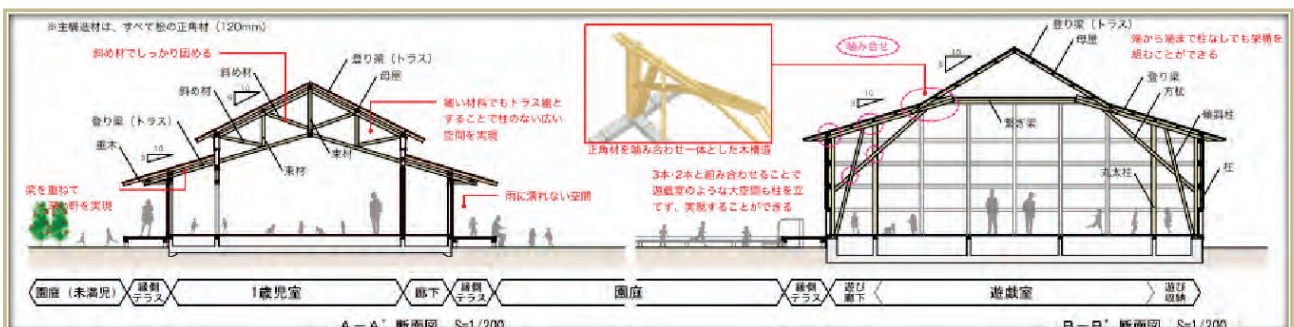 ※主構造材は、すべて桧の正角材（120mm）
斜め材でしっかり固める
登り梁（トラス）
母屋
斜め材
斜め材
10
登り梁（トラス）
垂木
10
3
束材
束材
細い材料でもトラス組と
することで柱のない広い
空間を実現
梁を重ねて
軒を実現
雨に濡れない空間
正角材を噛み合わせ一体とした木構造
3本・2本と組み合わせることで
遊戯室のような大空間も柱を立
てず、実現することができる
噛み合せ
登り梁（トラス）
母屋
端から端まで柱なしでも架構を
組むことができる
10
10
3
登り梁
方杖
傾斜柱
繋ぎ梁
丸太柱
柱
園庭（未満児）
縁側
テラス
1歳児室
廊下
縁側
テラス
園庭
縁側
テラス
遊び
廊下
遊戯室
遊び
収納
A－A' 断面図 S=1/200
B－B' 断面図 S=1/200